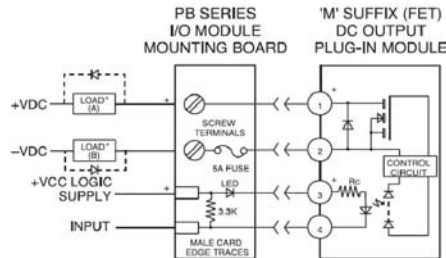 PB SERIES
I/O MODULE
MOUNTING BOARD
'M' SUFFIX (FET)
DC OUTPUT
PLUG-IN MODULE
+VDC
LOAD*
(A)
+
+
1
SCREW
TERMINALS
-VDC
LOAD*
(B)
5A FUSE
2
CONTROL
CIRCUIT
+VCC LOGIC
SUPPLY
+
LED
+
3
Rc
3.3K
INPUT
4
MALE CARD
EDGE TRACES